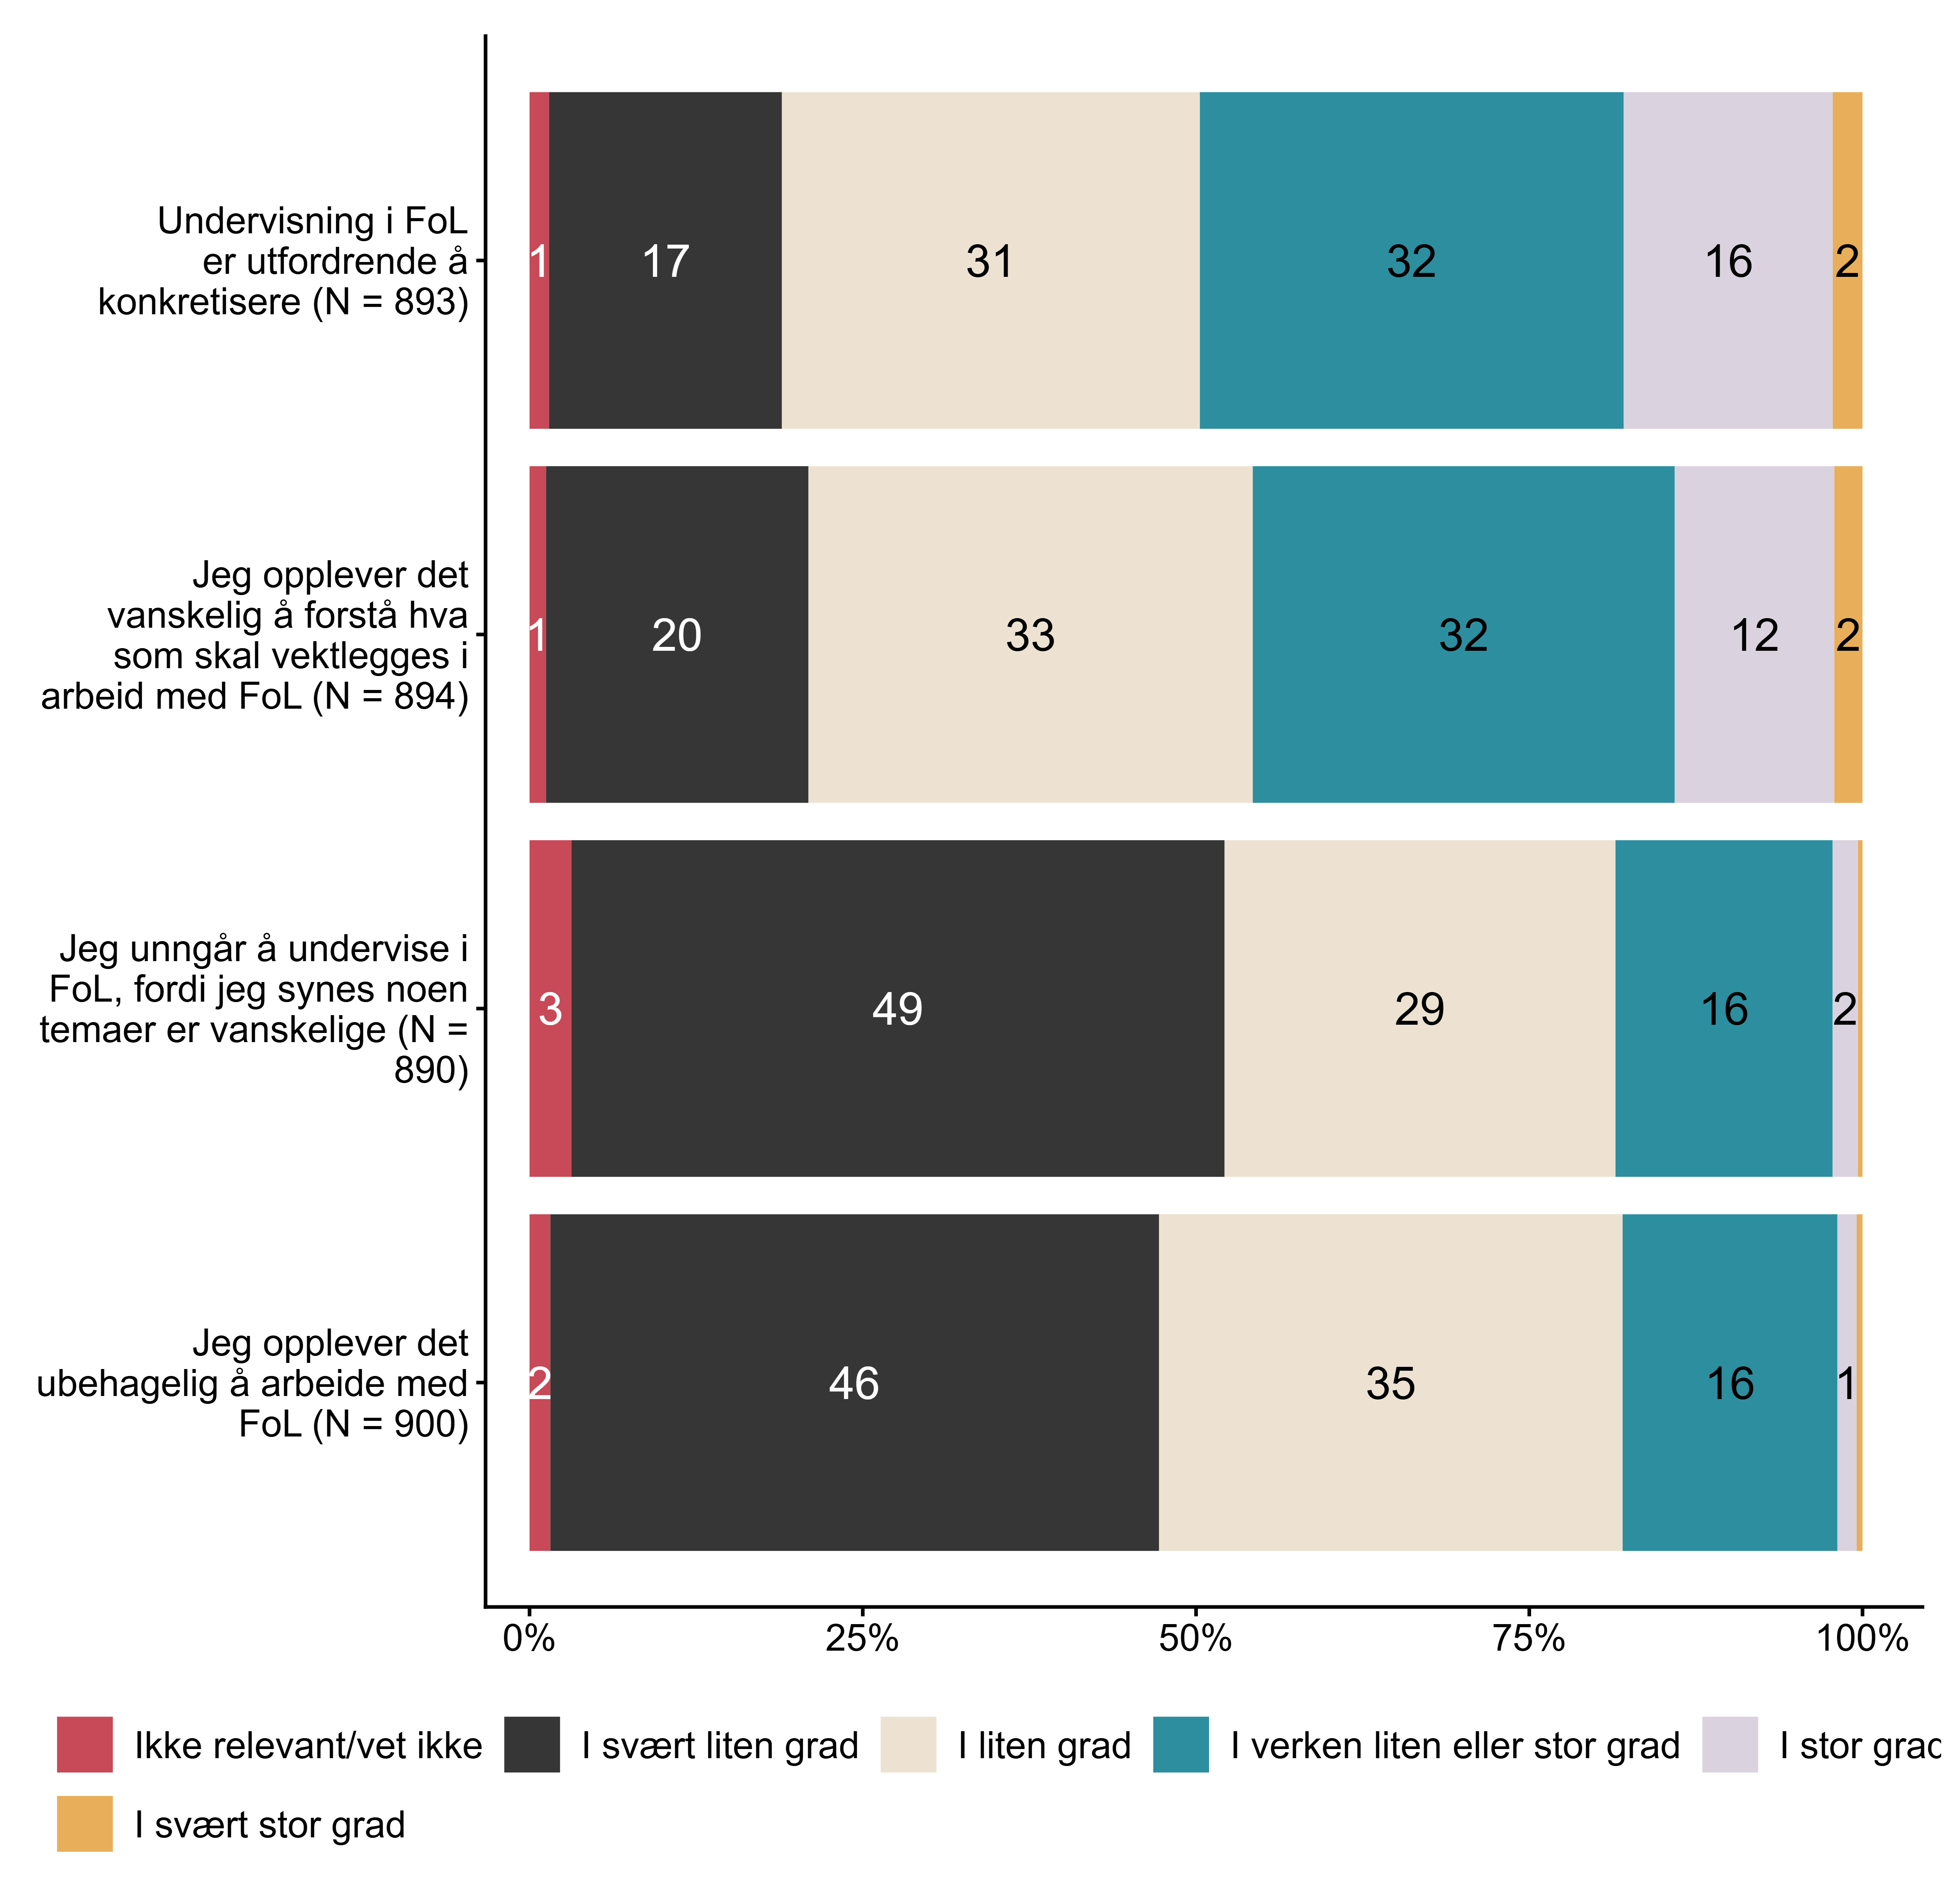 Undervisning i FoL
er utfordrende å
konkretisere (N = 893)
1 17 31 32 16 2
Jeg opplever det
vanskelig å forstå hva
som skal vektlegges i
arbeid med FoL (N = 894)
1 20 33 32 12 2
Jeg unngår å undervise i
FoL, fordi jeg synes noen
temaer er vanskelige (N =
890)
3 49 29 16 2
Jeg opplever det
ubehagelig å arbeide med
FoL (N = 900)
2 46 35 16 1
0% 25% 50% 75% 100%
Ikke relevant/vet ikke I svært liten grad I liten grad I verken liten eller stor grad I stor grad
I svært stor grad